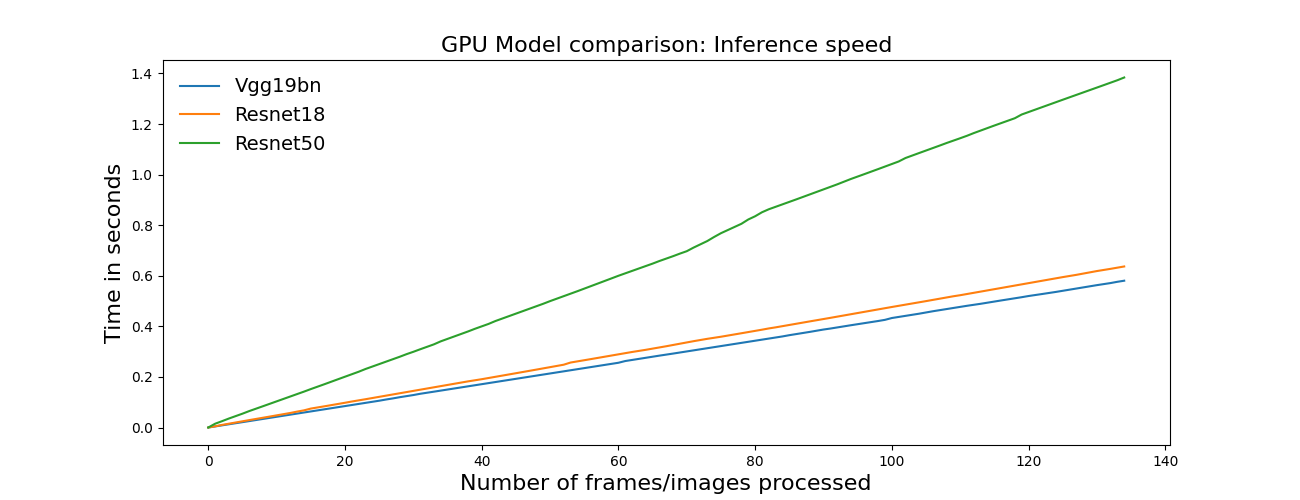 GPU Model comparison: Inference speed
Vgg19bn
Resnet18
Resnet50
Time in seconds
1.4
1.2
1.0
0.8
0.6
0.4
0.2
0.0
0 20 40 60 80 100 120 140
Number of frames/images processed